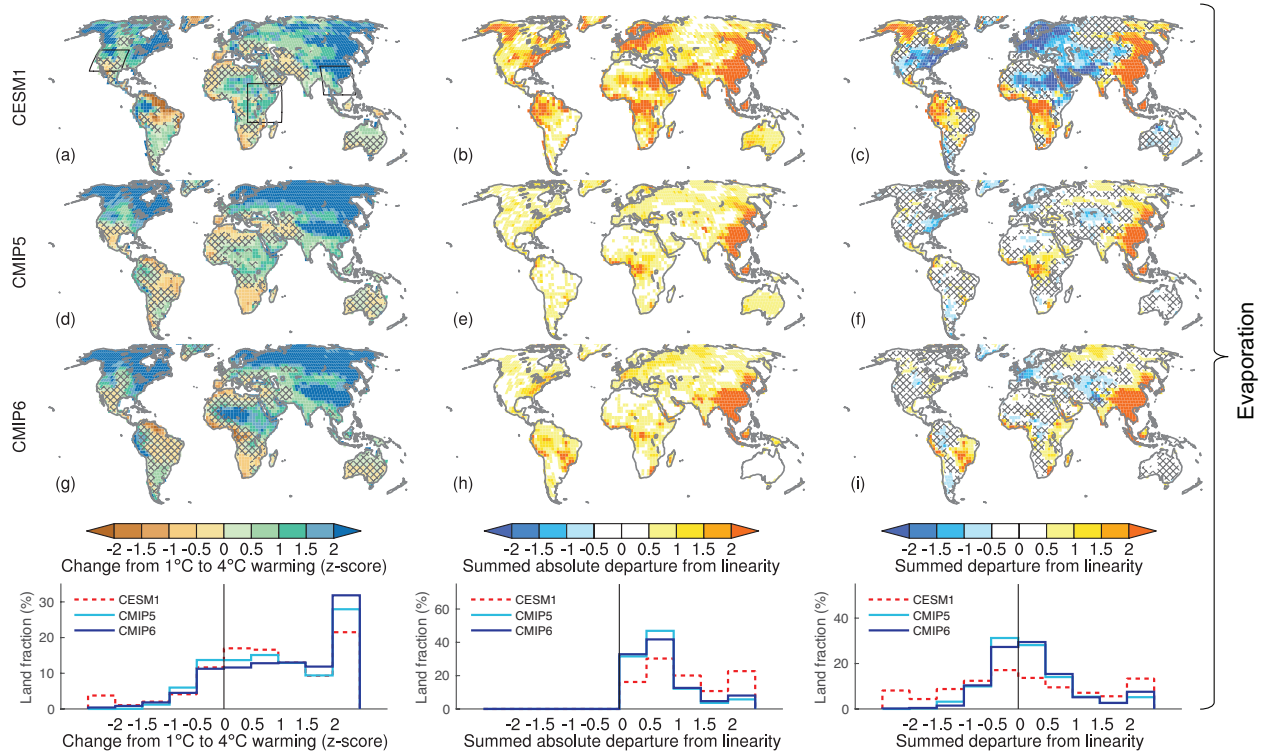 CESM1
(a)
(b)
(c)
CMIP5
(d)
(e)
(f)
CMIP6
(g)
(h)
(i)
Evaporation
-2 -1.5 -1 -0.5 0 0.5 1 1.5 2
Change from 1°C to 4°C warming (z-score)
-2 -1.5 -1 -0.5 0 0.5 1 1.5 2
Summed absolute departure from linearity
-2 -1.5 -1 -0.5 0 0.5 1 1.5 2
Summed departure from linearity
Land fraction (%)
30
20
10
0
CESM1
CMIP5
CMIP6
-2 -1.5 -1 -0.5 0 0.5 1 1.5 2
Change from 1°C to 4°C warming (z-score)
Land fraction (%)
60
40
20
0
CESM1
CMIP5
CMIP6
-2 -1.5 -1 -0.5 0 0.5 1 1.5 2
Summed absolute departure from linearity
Land fraction (%)
40
20
0
CESM1
CMIP5
CMIP6
-2 -1.5 -1 -0.5 0 0.5 1 1.5 2
Summed departure from linearity